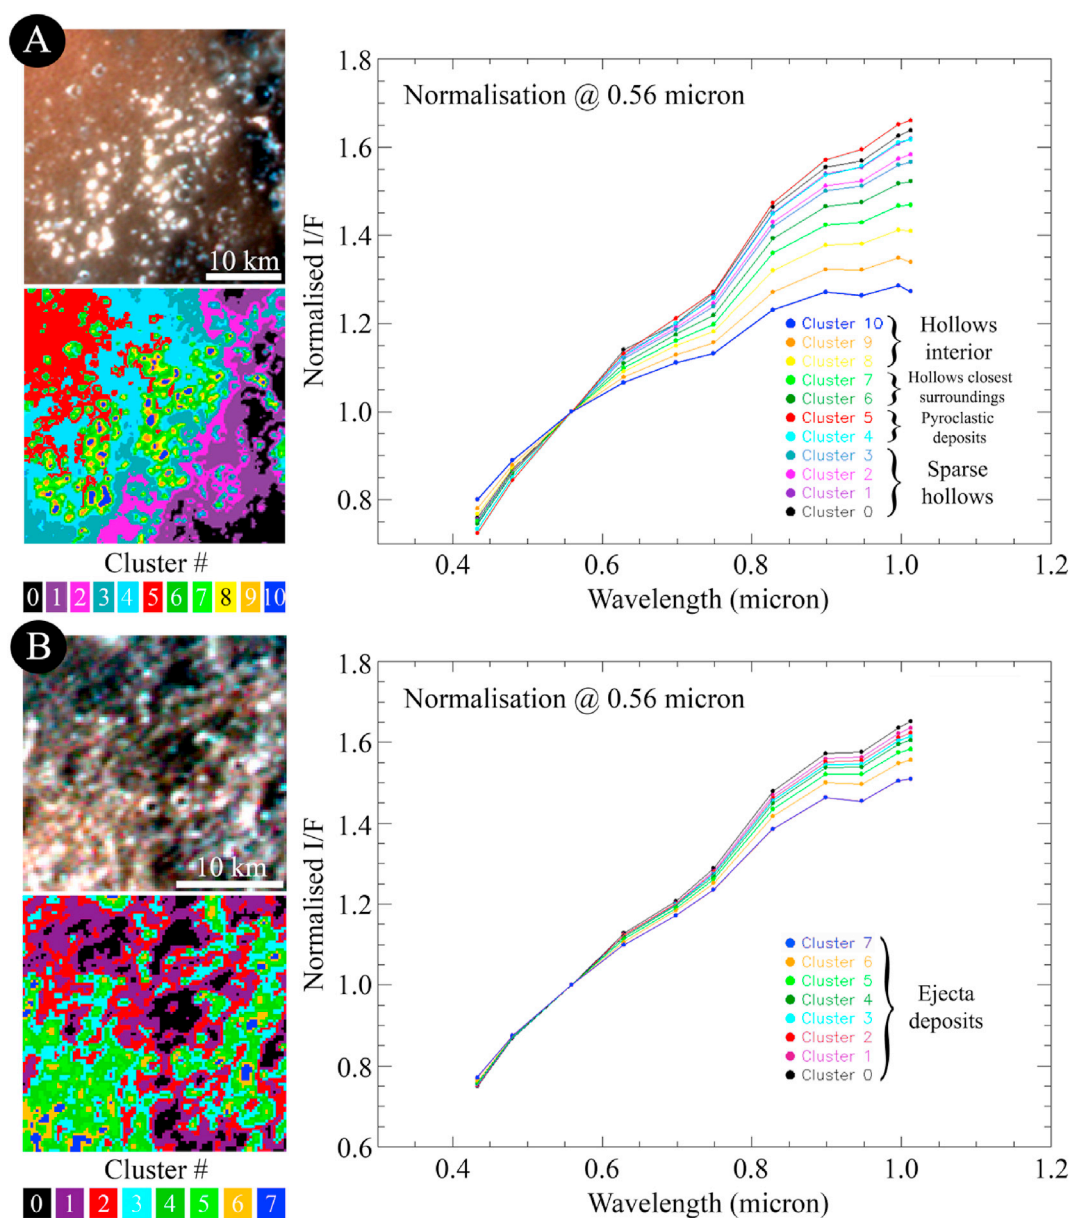 A
10 km
Cluster #
0 1 2 3 4 5 6 7 8 9 10
Normalisation @ 0.56 micron
Normalised I/F
1.8
1.6
1.4
1.2
1.0
0.8
0.4 0.6 0.8 1.0 1.2
Wavelength (micron)
Cluster 10
Cluster 9
Cluster 8
Hollows
interior
Cluster 7
Cluster 6
Hollows closest
surroundings
Cluster 5
Cluster 4
Pyroclastic
deposits
Cluster 3
Cluster 2
Cluster 1
Cluster 0
Sparse
hollows
B
10 km
Cluster #
0 1 2 3 4 5 6 7
Normalisation @ 0.56 micron
Normalised I/F
1.8
1.6
1.4
1.2
1.0
0.8
0.6
0.4 0.6 0.8 1.0 1.2
Wavelength (micron)
Cluster 7
Cluster 6
Cluster 5
Cluster 4
Cluster 3
Cluster 2
Cluster 1
Cluster 0
Ejecta
deposits